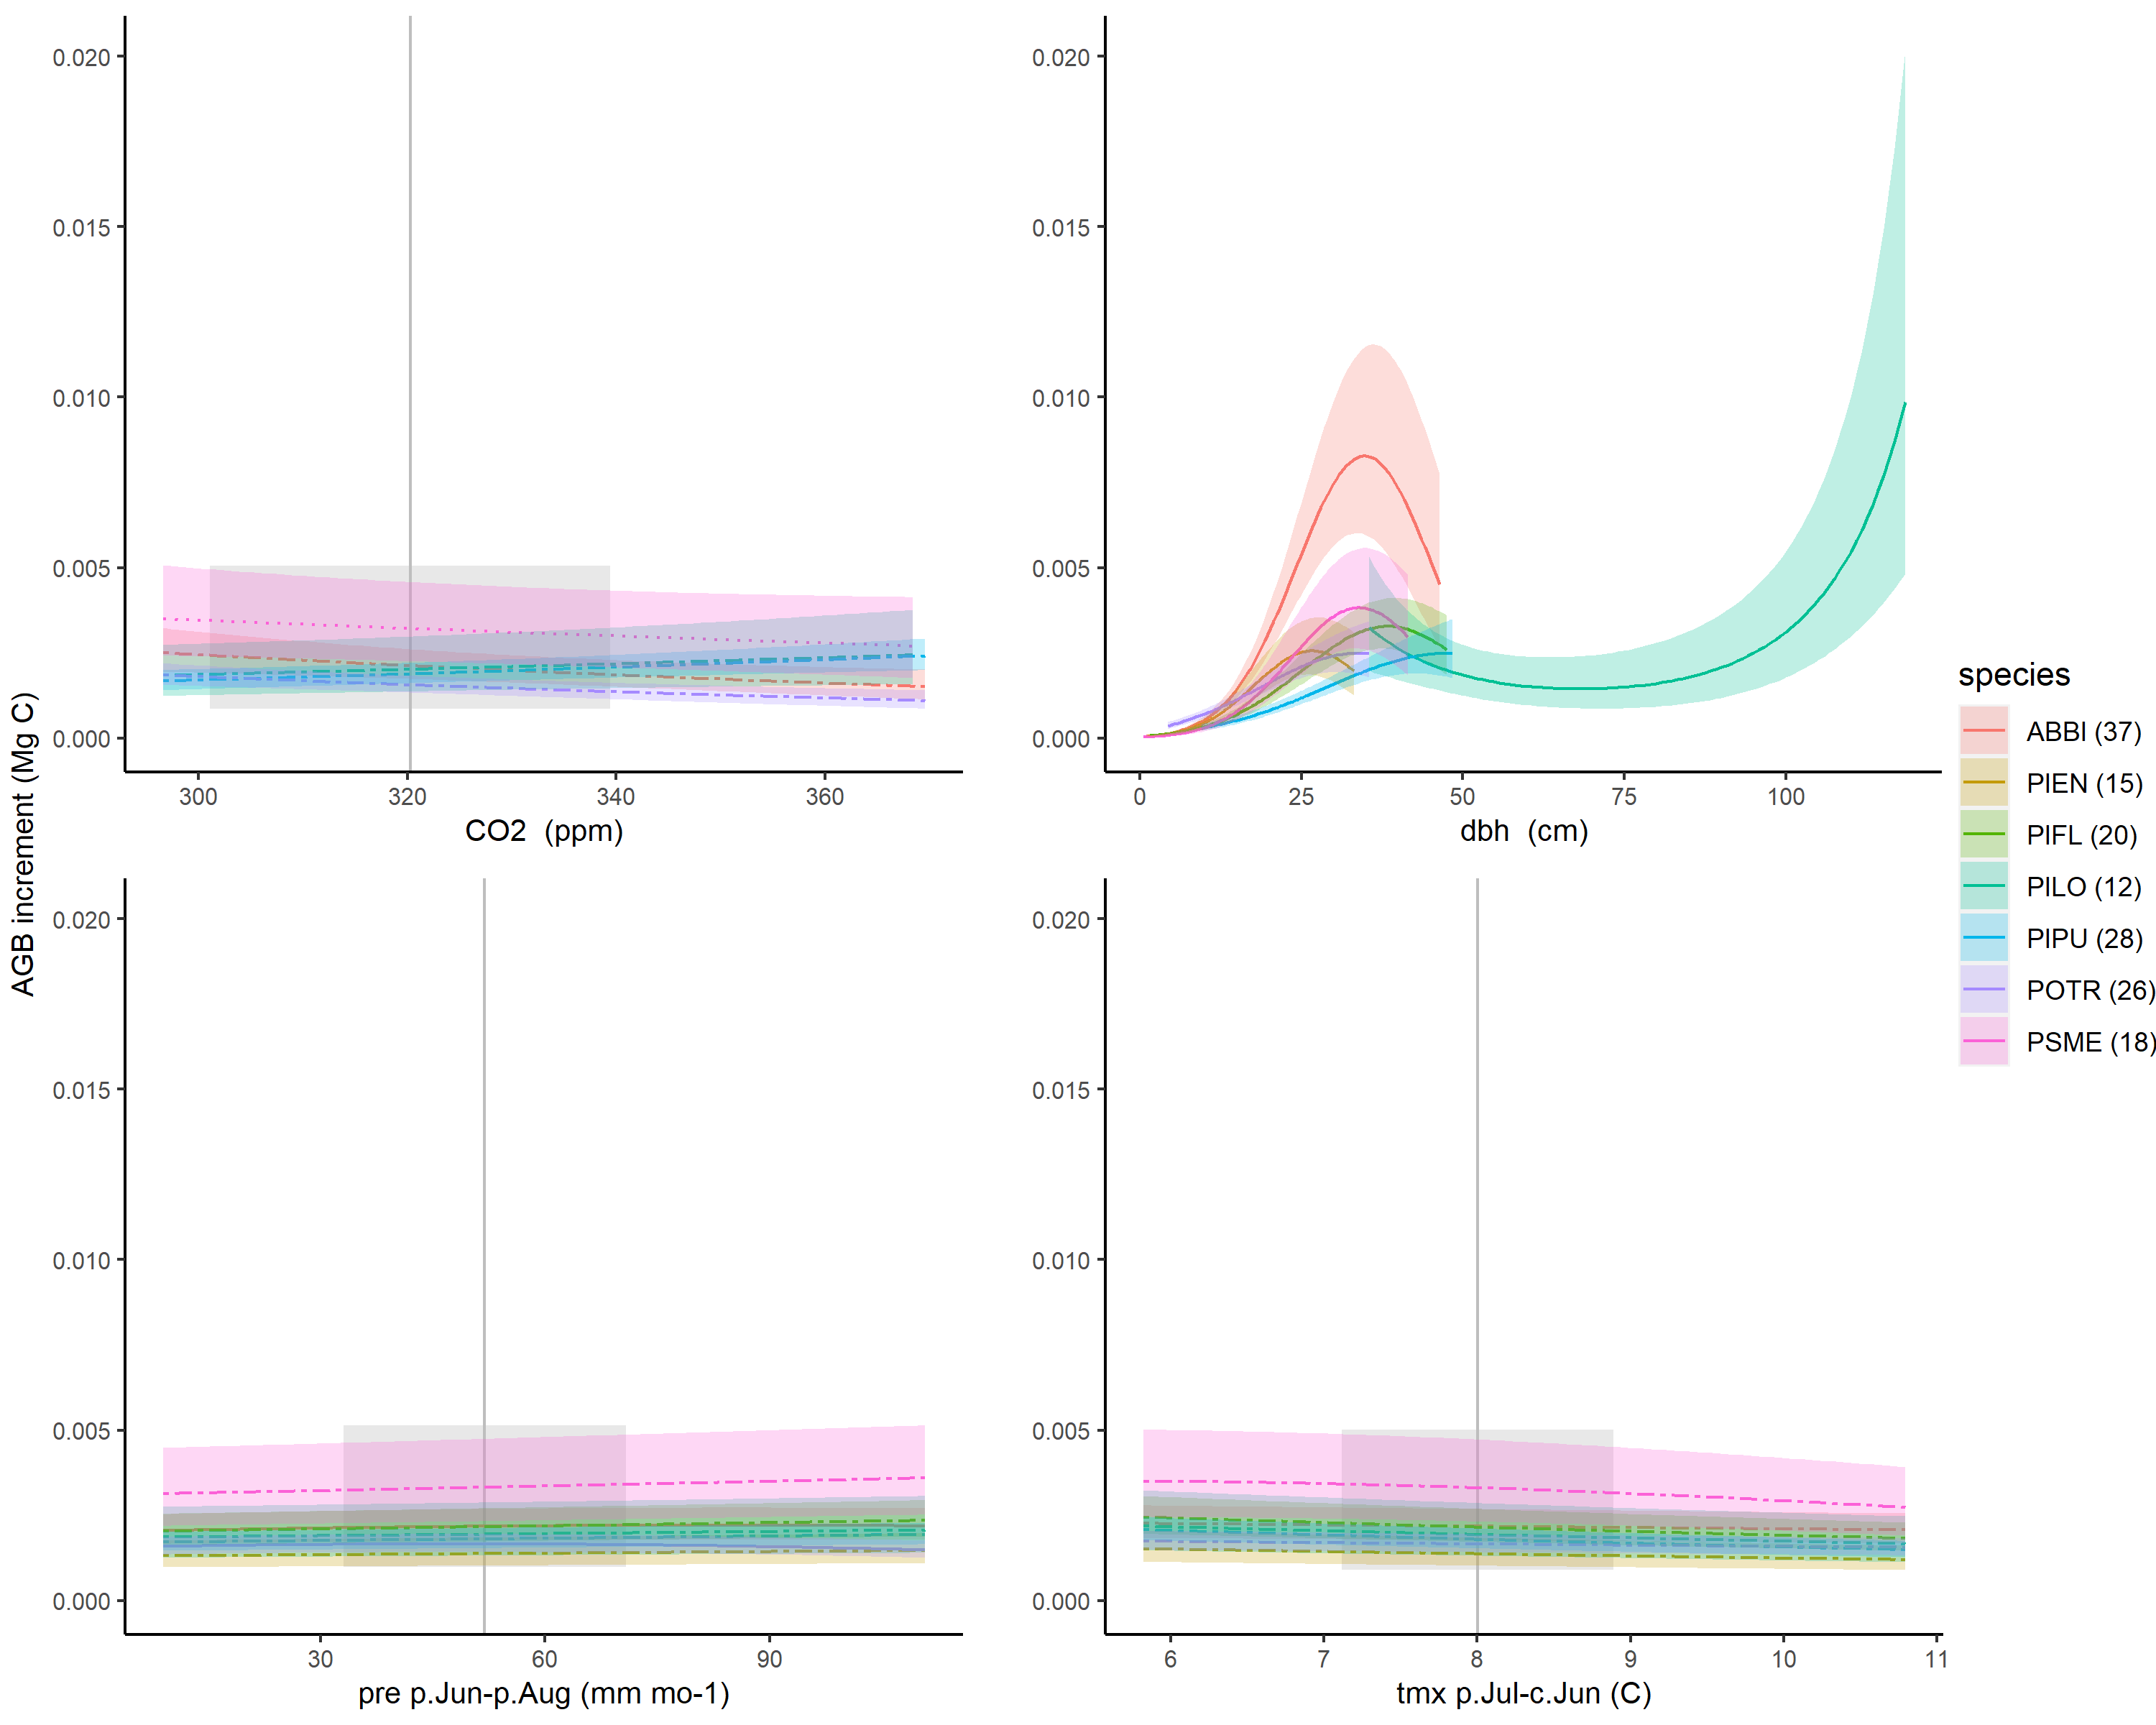 AGB increment (Mg C)
0.020
0.015
0.010
0.005
0.000
300 320 340 360
CO2 (ppm)
0.020
0.015
0.010
0.005
0.000
0 25 50 75 100
dbh (cm)
0.020
0.015
0.010
0.005
0.000
30 60 90
pre p.Jun-p.Aug (mm mo-1)
0.020
0.015
0.010
0.005
0.000
6 7 8 9 10 11
tmx p.Jul-c.Jun (C)
species
ABBI (37)
PIEN (15)
PIFL (20)
PILO (12)
PIPU (28)
POTR (26)
PSME (18)